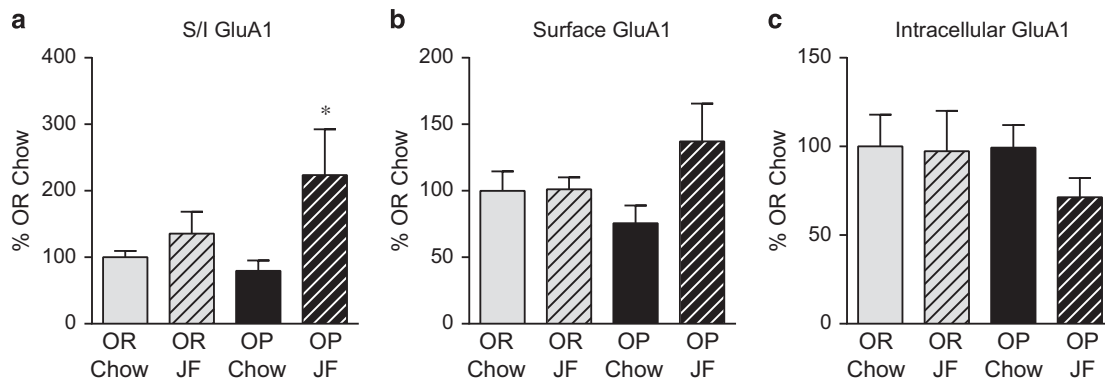 a
S/I GluA1
% OR Chow
400
300
200
100
0
*
OR OR OP OP
Chow JF Chow JF
b
Surface GluA1
% OR Chow
200
150
100
50
0
OR OR OP OP
Chow JF Chow JF
c
Intracellular GluA1
% OR Chow
150
100
50
0
OR OR OP OP
Chow JF Chow JF